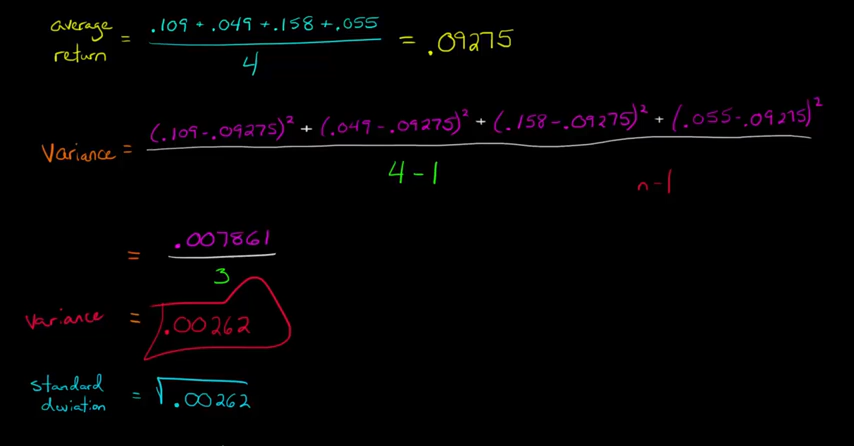 average return = .109 + .049 + .158 + .055 / 4 = .09275
Variance = (.109 - .09275)² + (.049 - .09275)² + (.158 - .09275)² + (.055 - .09275)² / 4 - 1
n - 1
= .007861 / 3
Variance = .00262
standard deviation = √.00262